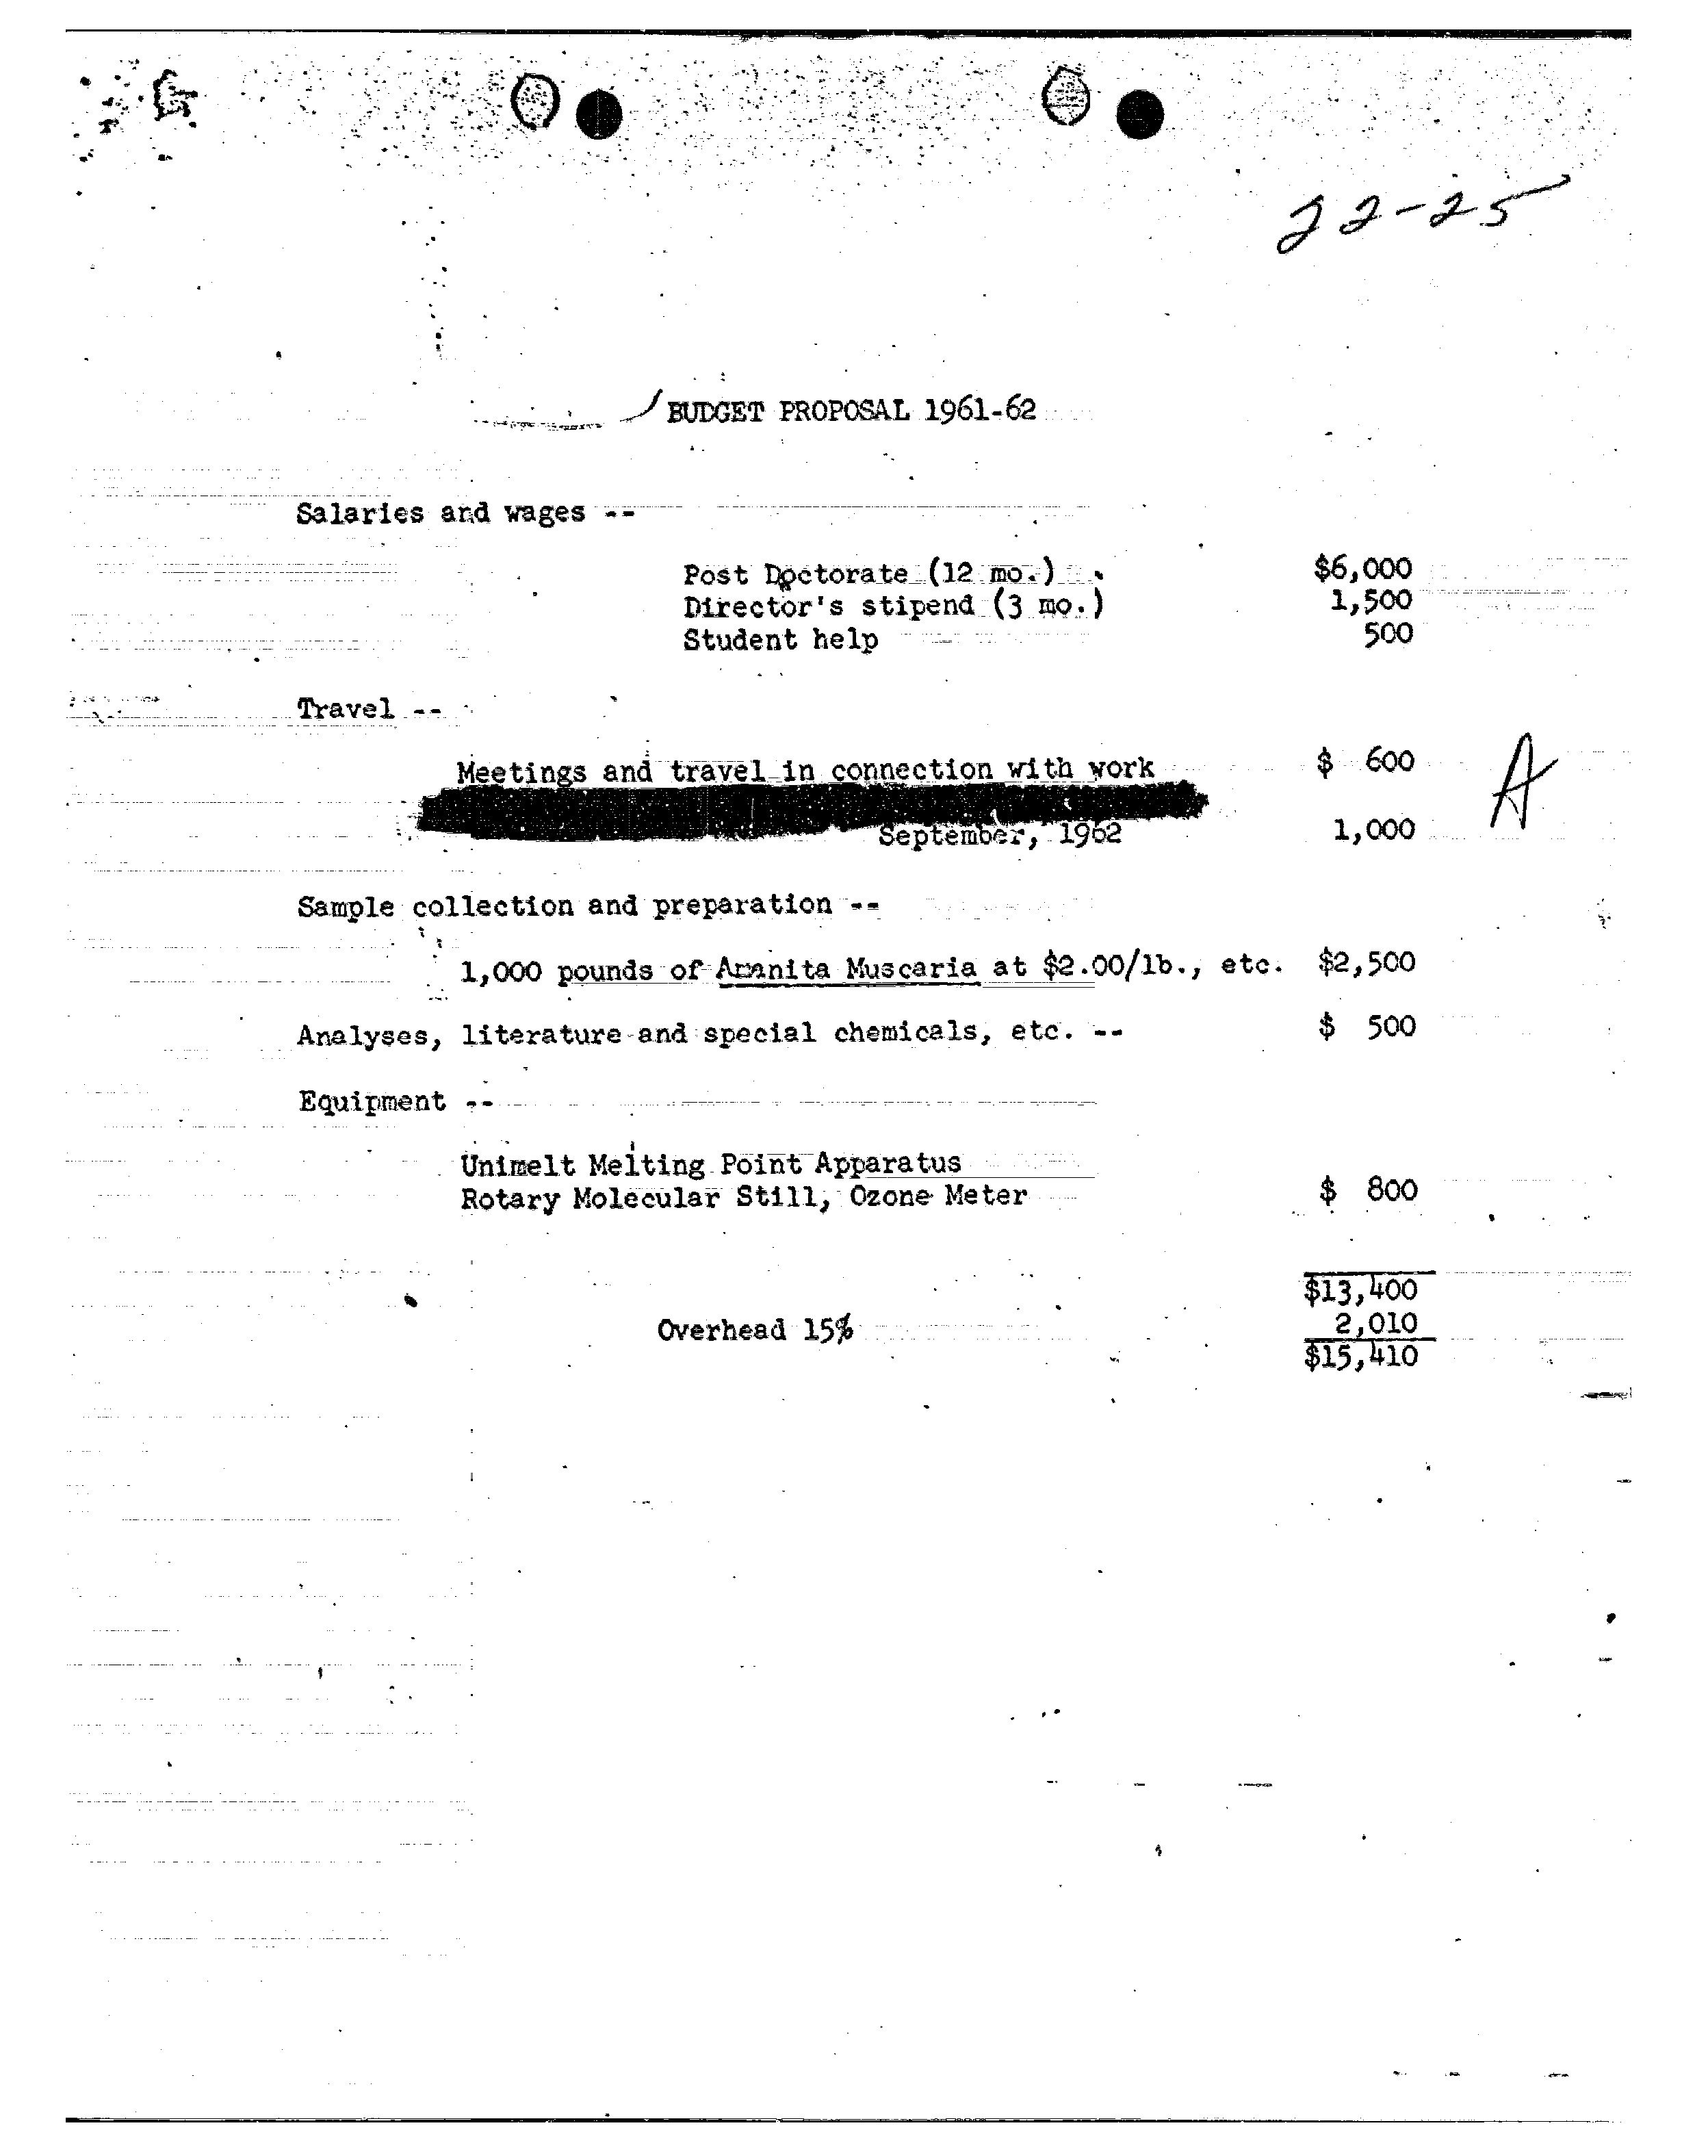 22-25
BUDGET PROPOSAL 1961-62
Salaries and wages --
Post Doctorate (12 mo.) $6,000
Director's stipend (3 mo.) 1,500
Student help 500
Travel --
Meetings and travel in connection with work $ 600
A
September, 1962 1,000
Sample collection and preparation --
1,000 pounds of Amanita Muscaria at $2.00/lb., etc. $2,500
Analyses, literature and special chemicals, etc. -- $ 500
Equipment --
Unimelt Melting Point Apparatus
Rotary Molecular Still, Ozone Meter $ 800
$13,400
Overhead 15% 2,010
$15,410